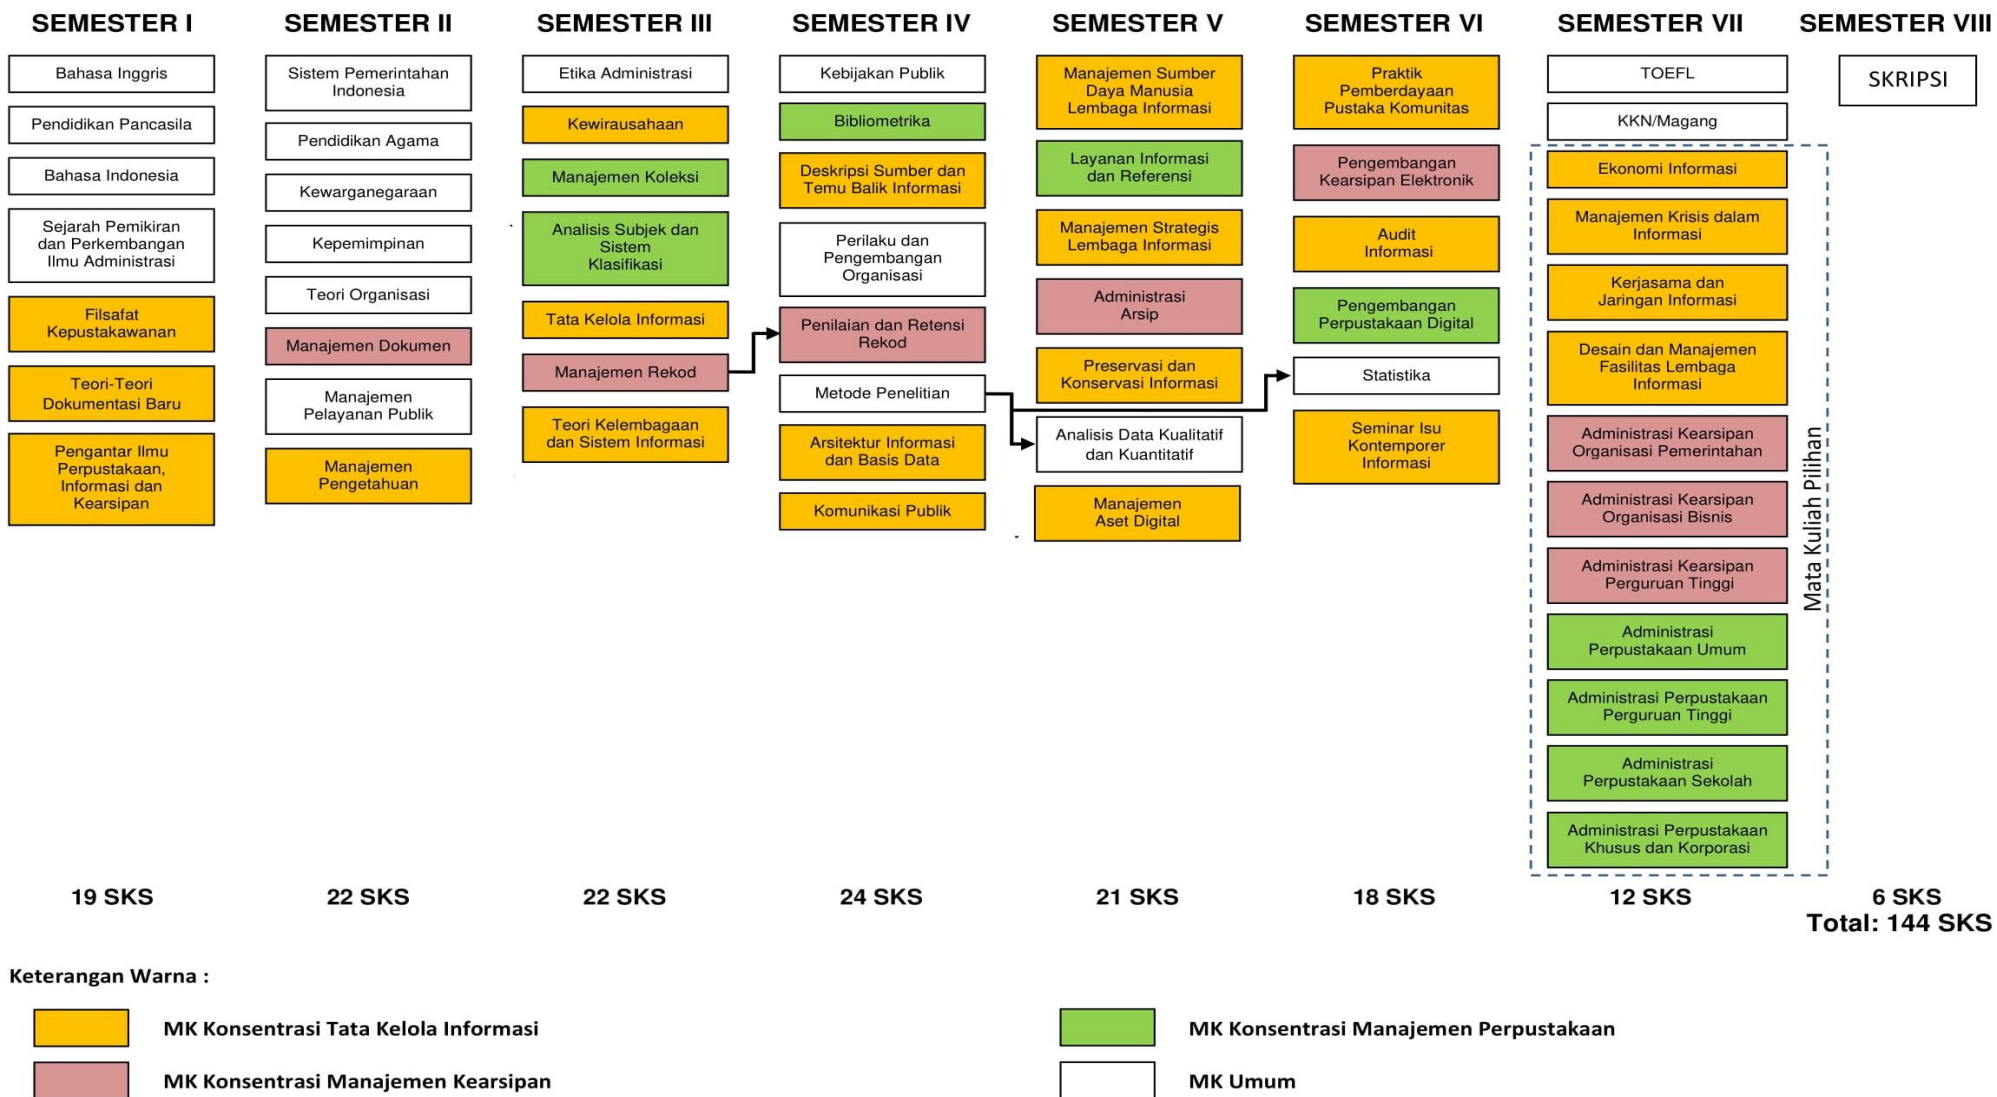 SEMESTER I
Bahasa Inggris
Pendidikan Pancasila
Bahasa Indonesia
Sejarah Pemikiran
dan Perkembangan
Ilmu Administrasi
Filsafat
Kepustakawanan
Teori-Teori
Dokumentasi Baru
Pengantar Ilmu
Perpustakaan,
Informasi dan
Kearsipan
19 SKS
SEMESTER II
Sistem Pemerintahan
Indonesia
Pendidikan Agama
Kewarganegaraan
Kepemimpinan
Teori Organisasi
Manajemen Dokumen
Manajemen
Pelayanan Publik
Manajemen
Pengetahuan
22 SKS
SEMESTER III
Etika Administrasi
Kewirausahaan
Manajemen Koleksi
Analisis Subjek dan
Sistem
Klasifikasi
Tata Kelola Informasi
Manajemen Rekod
Teori Kelembagaan
dan Sistem Informasi
22 SKS
SEMESTER IV
Kebijakan Publik
Bibliometrika
Deskripsi Sumber dan
Temu Balik Informasi
Perilaku dan
Pengembangan
Organisasi
Penilaian dan Retensi
Rekod
Metode Penelitian
Arsitektur Informasi
dan Basis Data
Komunikasi Publik
24 SKS
SEMESTER V
Manajemen Sumber
Daya Manusia
Lembaga Informasi
Layanan Informasi
dan Referensi
Manajemen Strategis
Lembaga Informasi
Administrasi
Arsip
Preservasi dan
Konservasi Informasi
Analisis Data Kualitatif
dan Kuantitatif
Manajemen
Aset Digital
21 SKS
SEMESTER VI
Praktik
Pemberdayaan
Pustaka Komunitas
Pengembangan
Kearsipan Elektronik
Audit
Informasi
Pengembangan
Perpustakaan Digital
Statistika
Seminar Isu
Kontemporer
Informasi
18 SKS
SEMESTER VII
TOEFL
KKN/Magang
Ekonomi Informasi
Manajemen Krisis dalam
Informasi
Kerjasama dan
Jaringan Informasi
Desain dan Manajemen
Fasilitas Lembaga
Informasi
Administrasi Kearsipan
Organisasi Pemerintahan
Administrasi Kearsipan
Organisasi Bisnis
Administrasi Kearsipan
Perguruan Tinggi
Administrasi
Perpustakaan Umum
Administrasi Perpustakaan
Perguruan Tinggi
Administrasi
Perpustakaan Sekolah
Administrasi Perpustakaan
Khusus dan Korporasi
Mata Kuliah Pilihan
12 SKS
SEMESTER VIII
SKRIPSI
6 SKS
Total: 144 SKS
Keterangan Warna :
MK Konsentrasi Tata Kelola Informasi
MK Konsentrasi Manajemen Kearsipan
MK Konsentrasi Manajemen Perpustakaan
MK Umum